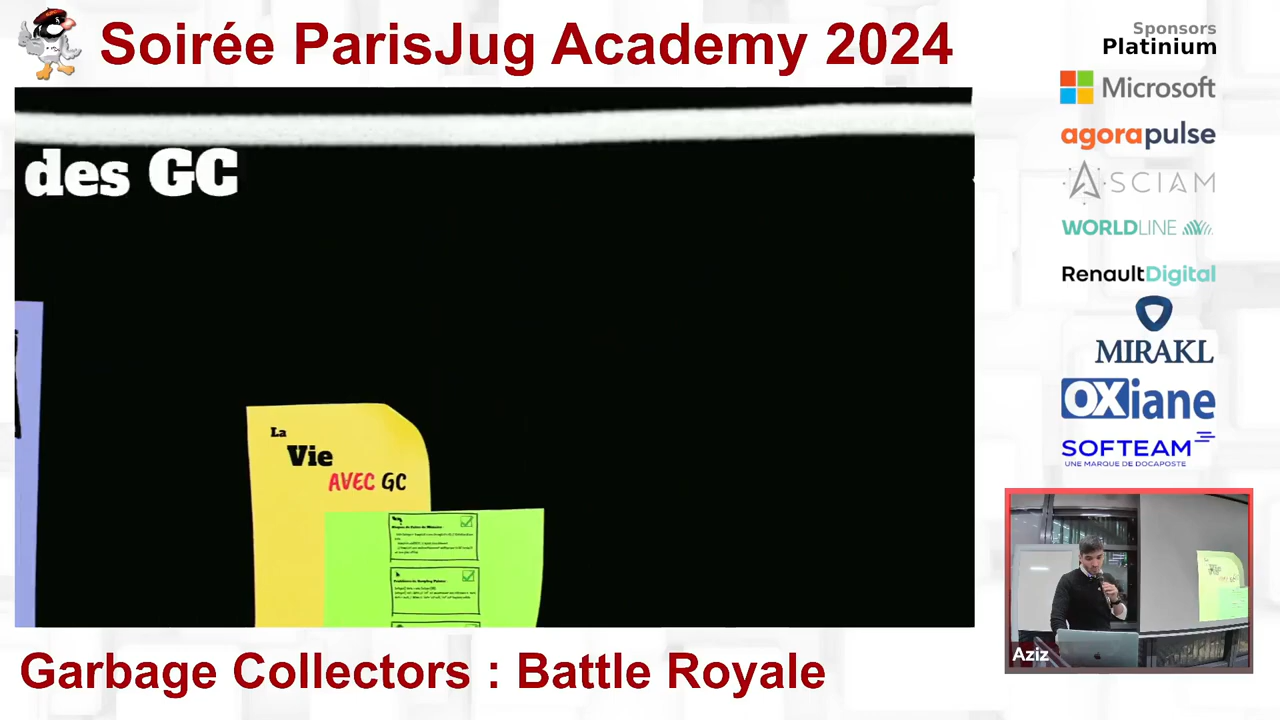 Soirée ParisJug Academy 2024
des GC
La
Vie
AVEC GC
Garbage Collectors : Battle Royale
Sponsors
Platinium
Microsoft
agorapulse
ASCIAM
WORLDLINE
RenaultDigital
MIRAKL
OXiane
SOFTEAM
UNE MARQUE DE DOCAPOSTE
Aziz